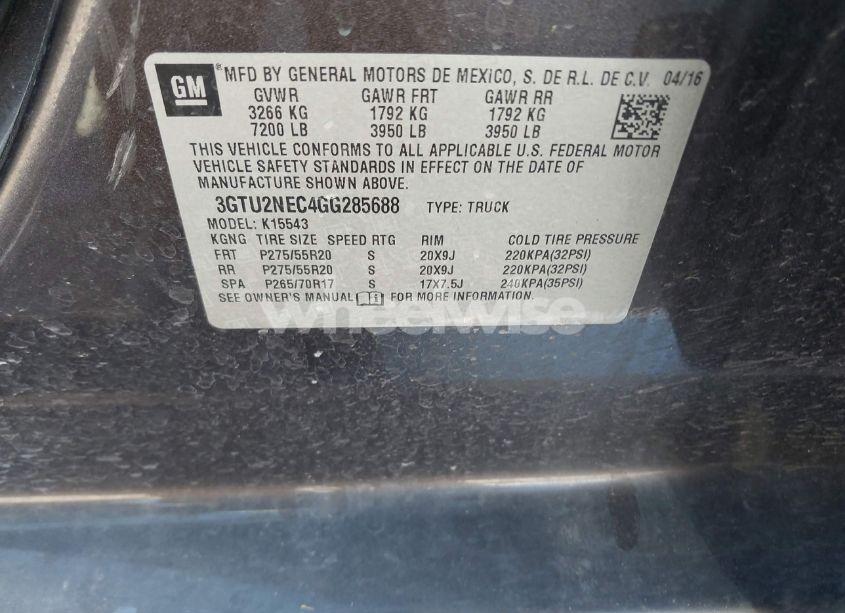 GM ® MFD BY GENERAL MOTORS DE MEXICO, S. DE R.L. DE C.V. 04/16
GVWR GAWR FRT GAWR RR
3266 KG 1792 KG 1792 KG
7200 LB 3950 LB 3950 LB
THIS VEHICLE CONFORMS TO ALL APPLICABLE U.S. FEDERAL MOTOR
VEHICLE SAFETY STANDARDS IN EFFECT ON THE DATE OF
MANUFACTURE SHOWN ABOVE.
3GTU2NEC4GG285688 TYPE: TRUCK
MODEL: K15543
KGNG TIRE SIZE SPEED RTG RIM COLD TIRE PRESSURE
FRT P275/55R20 S 20X9J 220KPA(32PSI)
RR P275/55R20 S 20X9J 220KPA(32PSI)
SPA P265/70R17 S 17X7.5J 240KPA(35PSI)
SEE OWNER'S MANUAL FOR MORE INFORMATION.
wheelwise